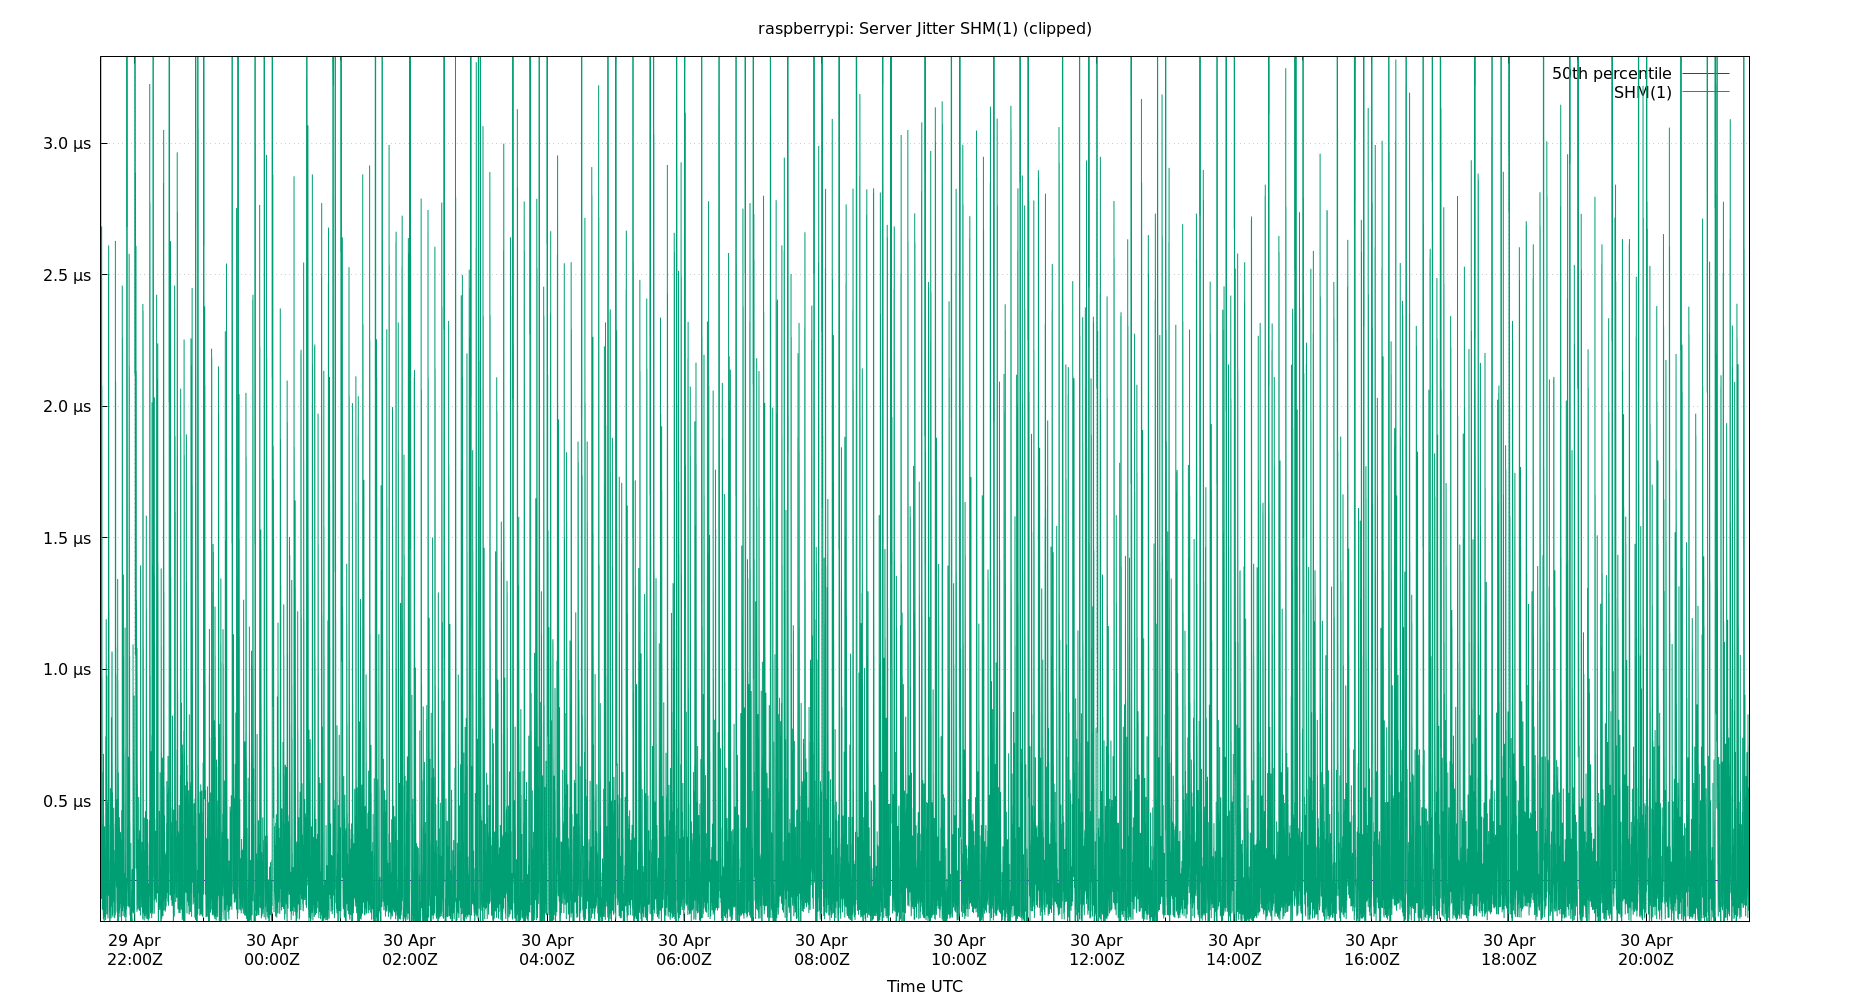 raspberrypi: Server Jitter SHM(1) (clipped)
50th percentile
SHM(1)
3.0 μs
2.5 μs
2.0 μs
1.5 μs
1.0 μs
0.5 μs
29 Apr 30 Apr 30 Apr 30 Apr 30 Apr 30 Apr 30 Apr 30 Apr 30 Apr 30 Apr 30 Apr 30 Apr
22:00Z 00:00Z 02:00Z 04:00Z 06:00Z 08:00Z 10:00Z 12:00Z 14:00Z 16:00Z 18:00Z 20:00Z
Time UTC